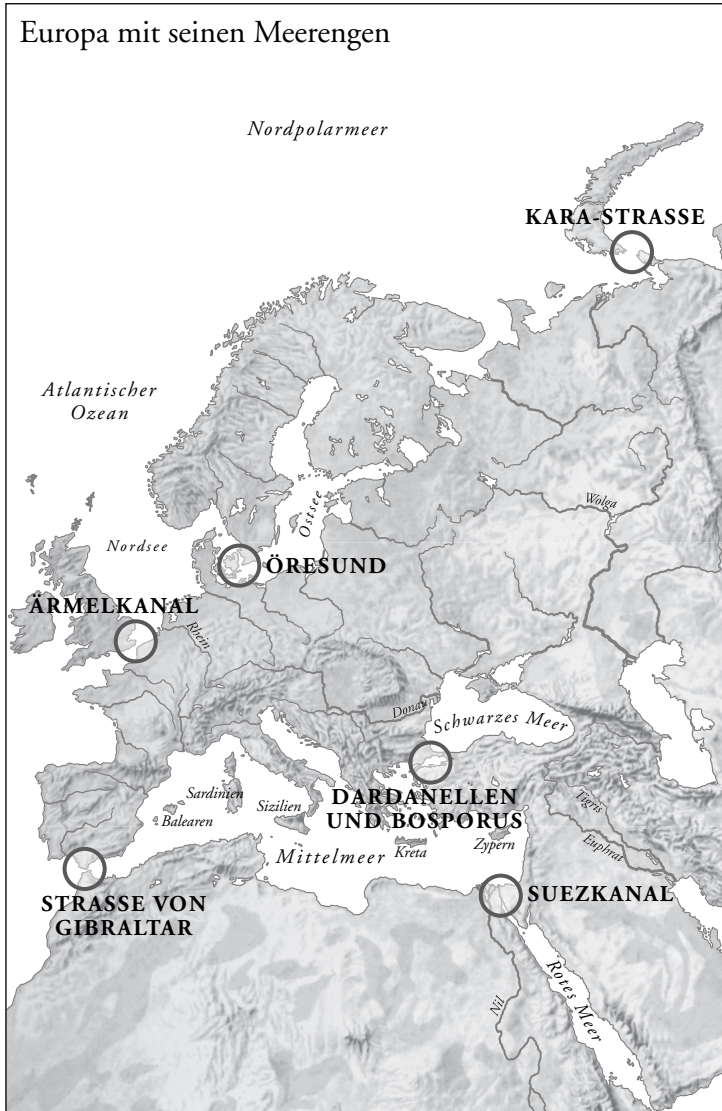 Europa mit seinen Meerengen
Nordpolarmeer
KARA-STRASSE
Atlantischer
Ozean
Wolga
Ostsee
Nordsee
ÖRESUND
ÄRMELKANAL
Rhein
Donau
Schwarzes Meer
Sardinien
Sizilien
Balearen
DARDANELLEN
UND BOSPORUS
Tigris
Euphrat
Mittelmeer
Kreta
Zypern
STRASSE VON
GIBRALTAR
SUEZKANAL
Nil
Rotes Meer